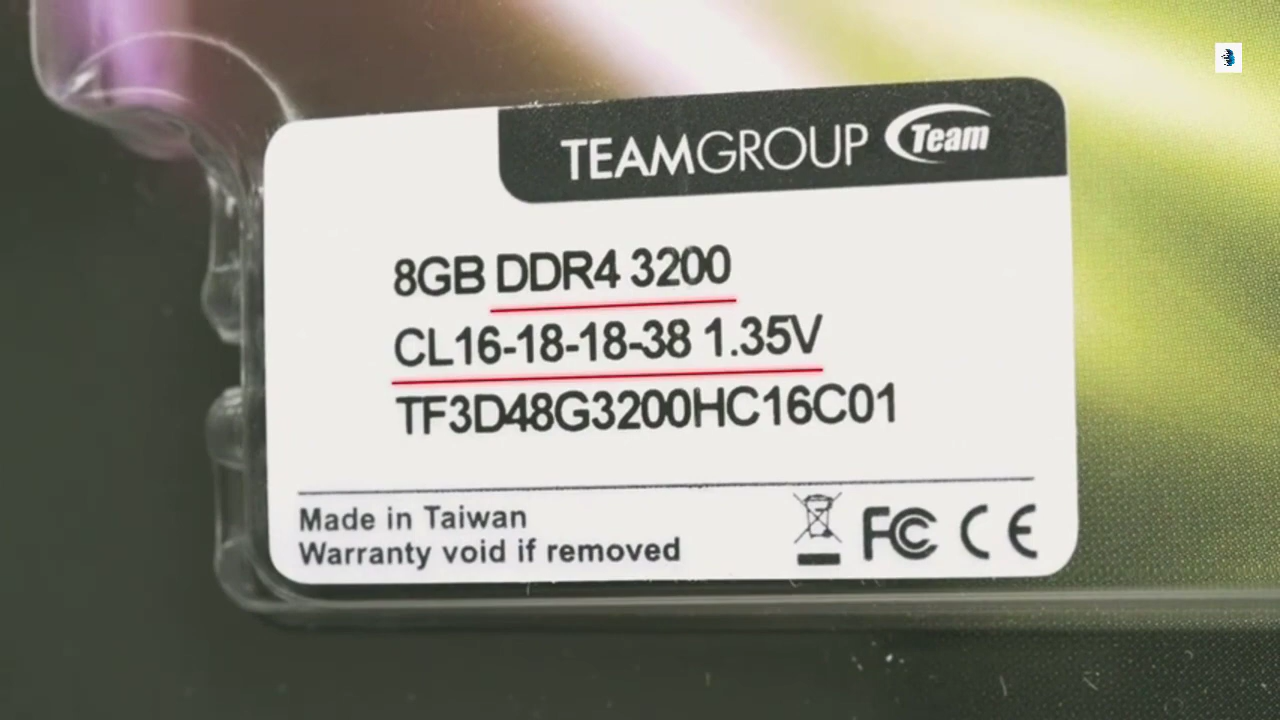 TEAMGROUP Team
8GB DDR4 3200
CL16-18-18-38 1.35V
TF3D48G3200HC16C01
Made in Taiwan
Warranty void if removed
FC CE